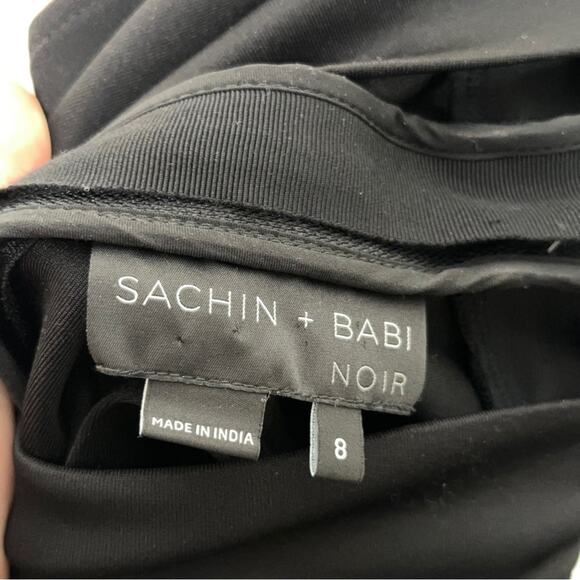 SACHIN + BABI
NOIR
MADE IN INDIA
8